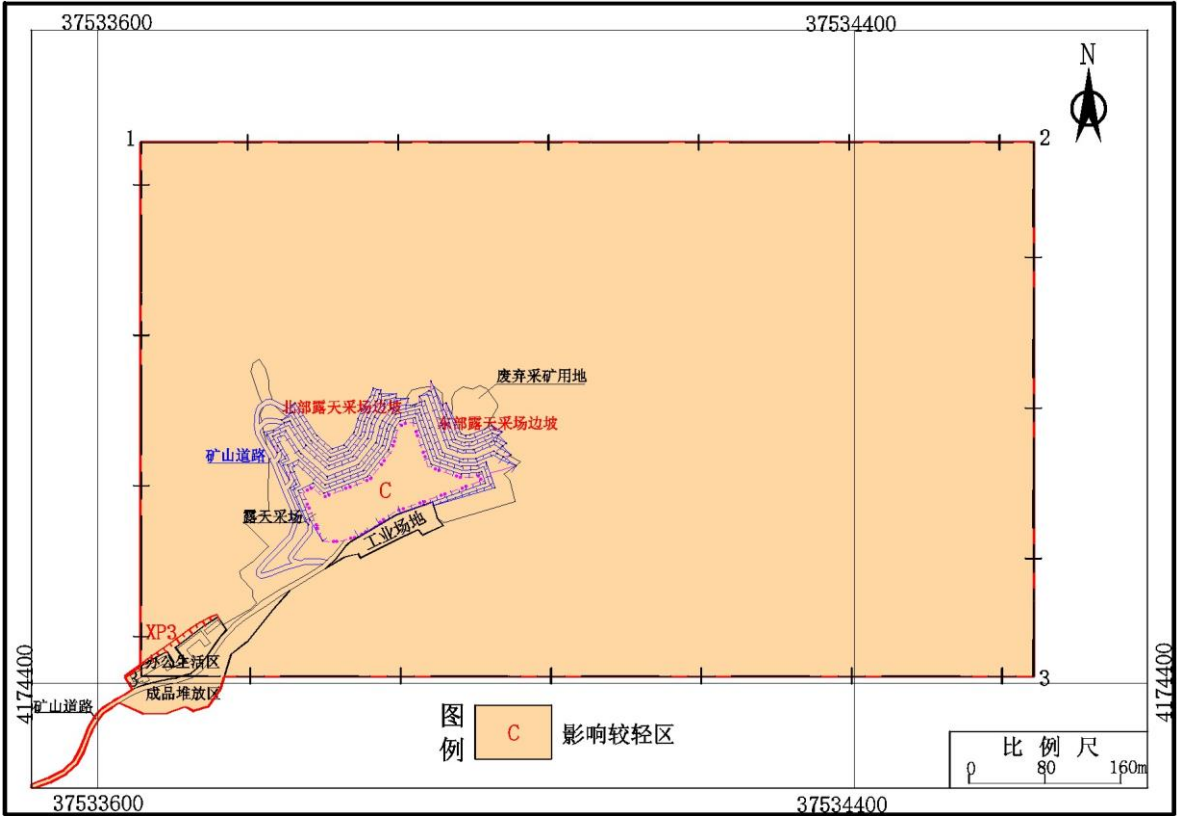 37533600
37534400
N
1
2
废弃采矿用地
北部露天采场边坡
东部露天采场边坡
矿山道路
C
露天采场
工业场地
XP3
办公生活区
3
成品堆放区
矿山道路
4174400
4174400
图例
C
影响较轻区
比例尺
0
80
160m
37533600
37534400